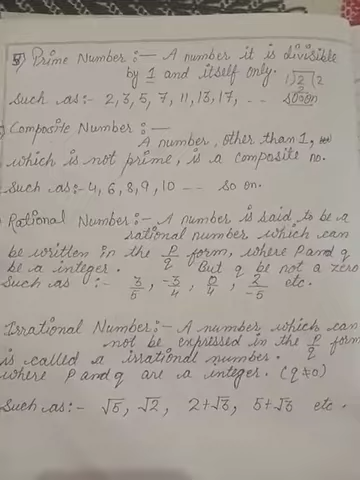 5) Prime Number :- A number it is divisible
by 1 and itself only. 1)2(2
Such as :- 2, 3, 5, 7, 11, 13, 17, .. so on
Composite Number :-
A number, other than 1,
which is not prime, is a composite no.
Such as:- 4, 6, 8, 9, 10 --- so on.
Rational Number :- A number is said to be a
rational number which can
be written in the P/q form, where P and q
be a integer. But q be not a zero
Such as :- 3/5, -3/4, 0/4, 2/-5 etc.
Irrational Number :- A number which can
not be expressed in the P/q form
is called a irrational number.
where P and q are a integer. (q ≠ 0)
Such as :- √5, √2, 2+√3, 5+√3 etc.